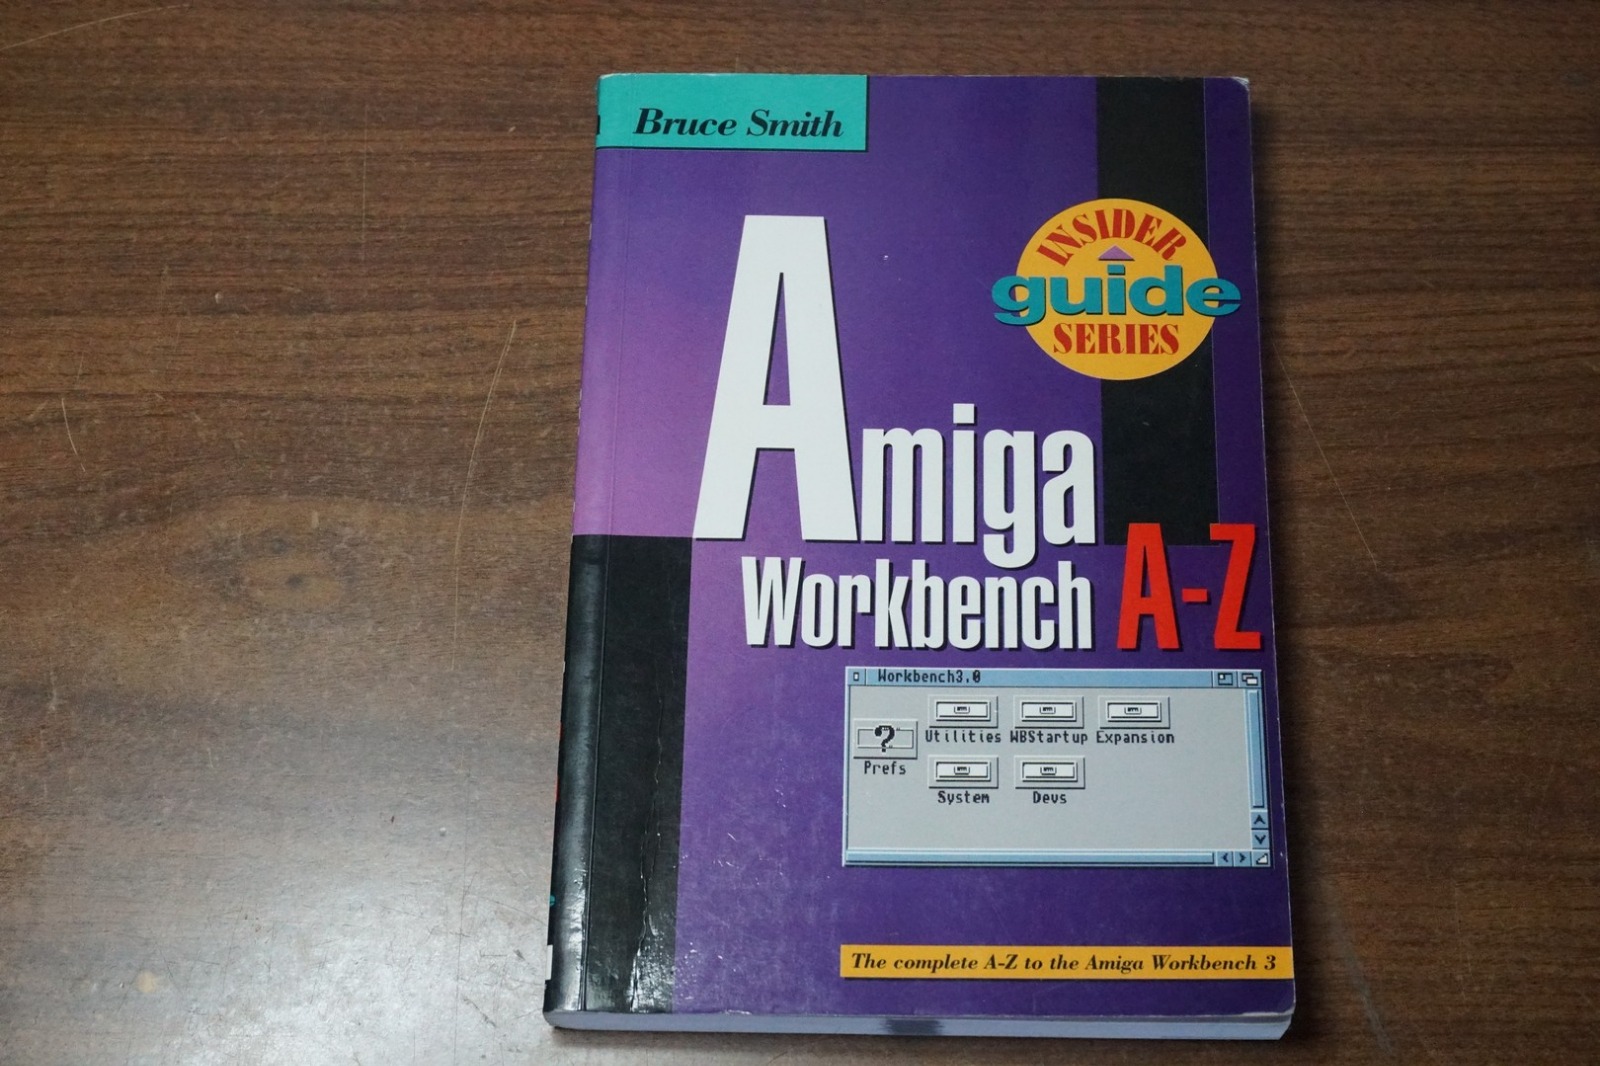 Bruce Smith
INSIDER
guide
SERIES
Amiga
Workbench A-Z
Workbench3.0
Utilities WBStartup Expansion
?
Prefs
System Devs
The complete A-Z to the Amiga Workbench 3